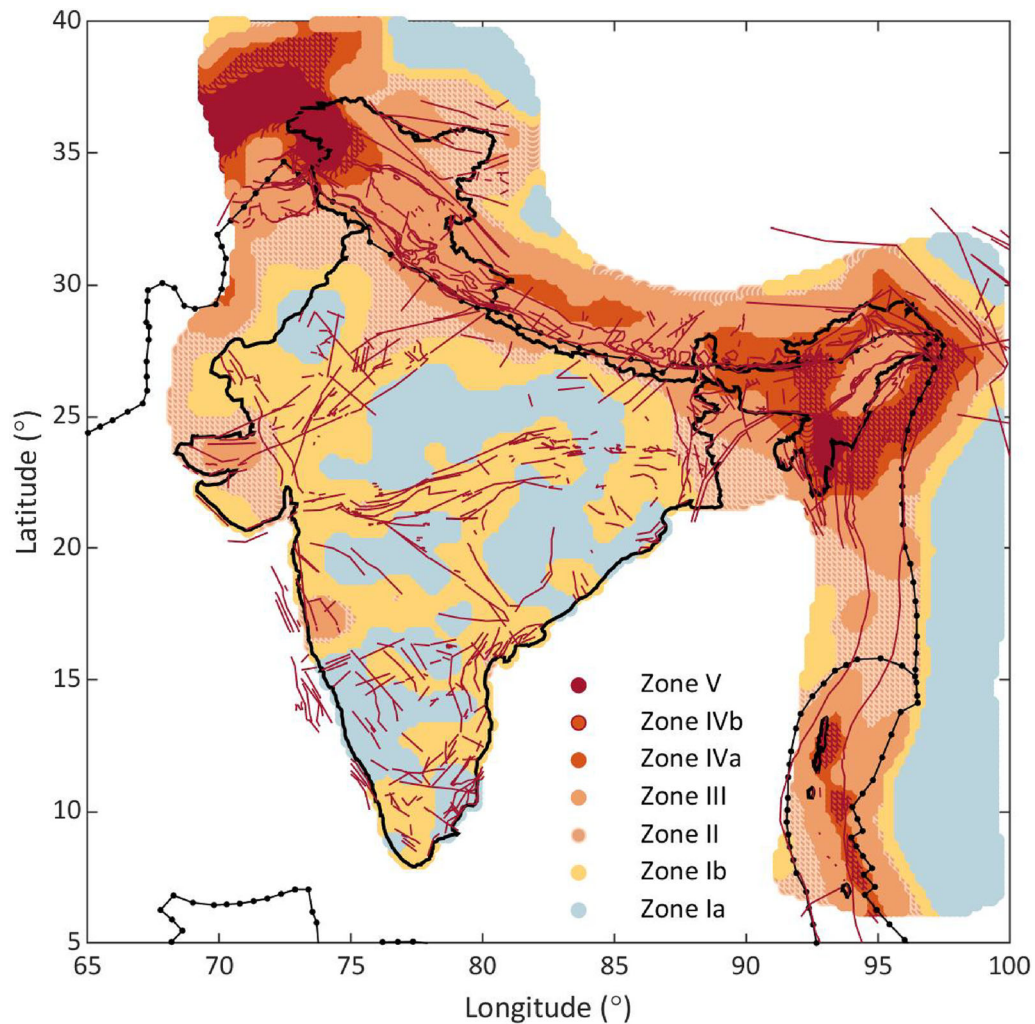 40
35
30
25
20
15
10
5
Latitude (°)
Zone V
Zone IVb
Zone IVa
Zone III
Zone II
Zone Ib
Zone Ia
65 70 75 80 85 90 95 100
Longitude (°)